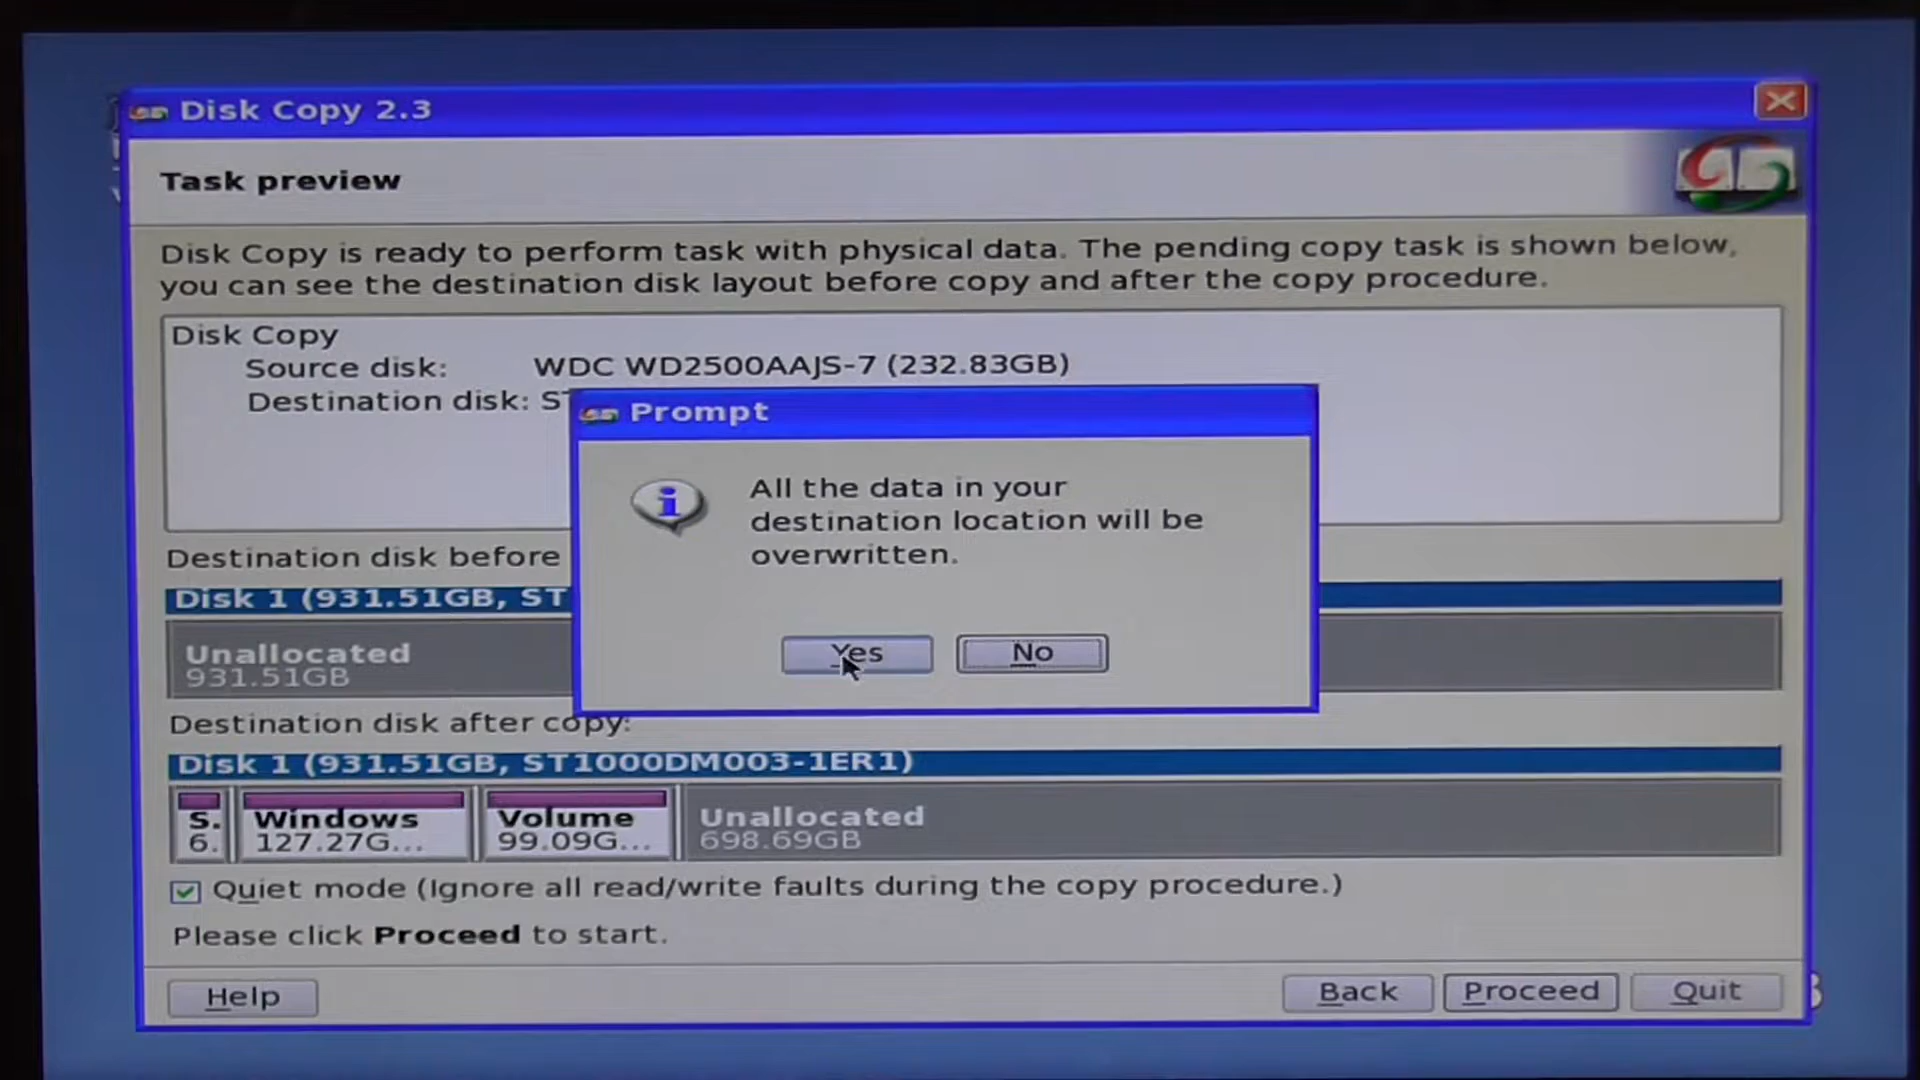 Disk Copy 2.3
Task preview
Disk Copy is ready to perform task with physical data. The pending copy task is shown below,
you can see the destination disk layout before copy and after the copy procedure.
Disk Copy
Source disk: WDC WD2500AAJS-7 (232.83GB)
Destination disk: ST
Prompt
All the data in your
destination location will be
overwritten.
Yes No
Destination disk before
Disk 1 (931.51GB, ST
Unallocated
931.51GB
Destination disk after copy:
Disk 1 (931.51GB, ST1000DM003-1ER1)
S. Windows Volume Unallocated
6. 127.27G... 99.09G... 698.69GB
Quiet mode (Ignore all read/write faults during the copy procedure.)
Please click Proceed to start.
Help Back Proceed Quit